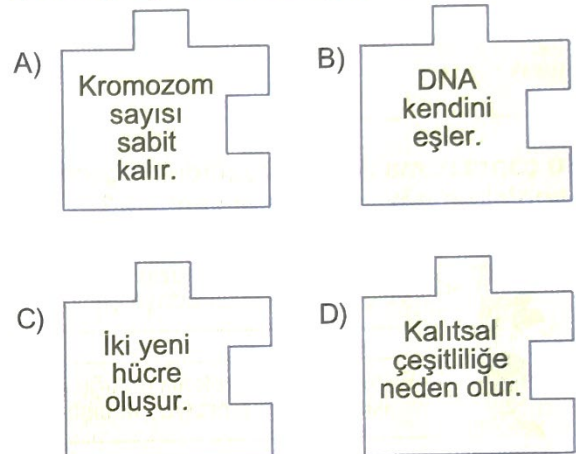 A)
Kromozom
sayısı
sabit
kalır.
B)
DNA
kendini
eşler.
C)
İki yeni
hücre
oluşur.
D)
Kalıtsal
çeşitliliğe
neden olur.